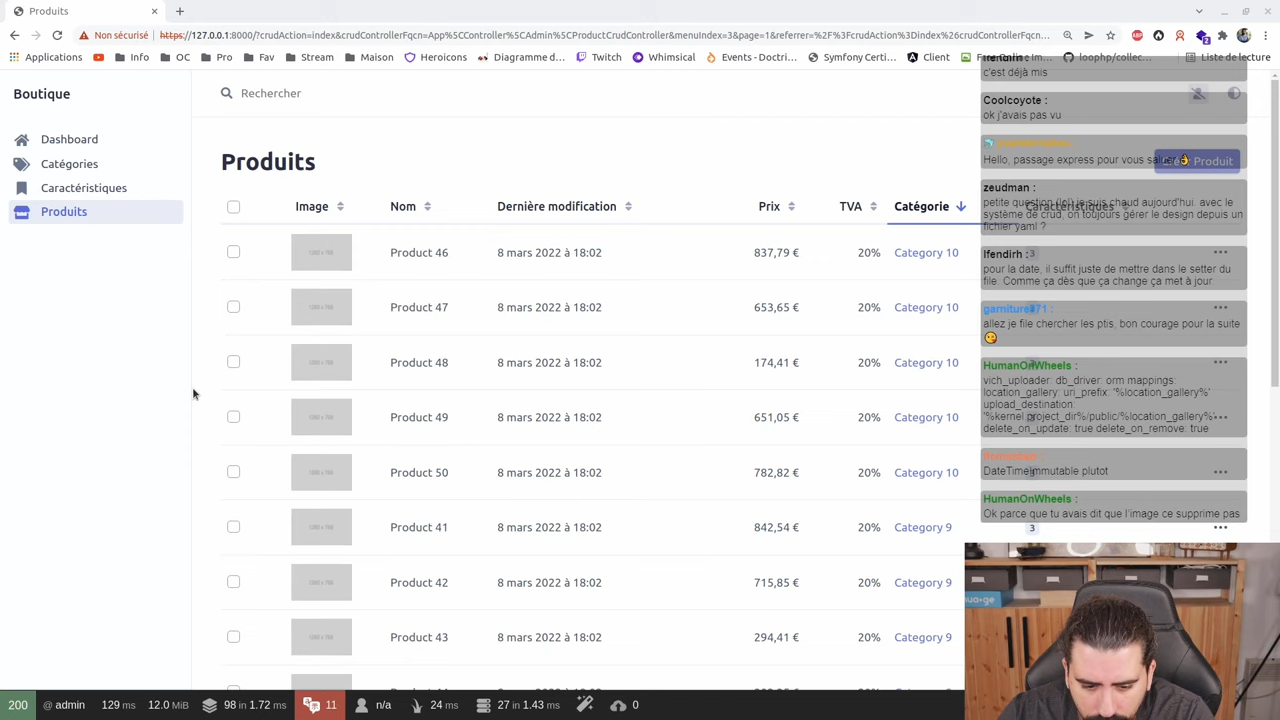 Produits
Non sécurisé
https://127.0.0.1:8000/?crudAction=index&crudControllerFqcn=App%5CController%5CAdmin%5CProductCrudController&menuIndex=3&page=1&referrer=%2F%3FcrudAction%3Dindex%26crudControllerFqcn...
Applications
Info
OC
Pro
Fav
Stream
Maison
Heroicons
Diagramme d...
Twitch
Whimsical
Events - Doctri...
Symfony Certi...
Client
loophp/collec...
Liste de lecture
Boutique
Dashboard
Catégories
Caractéristiques
Produits
Rechercher
Produits
Image Nom Dernière modification Prix TVA Catégorie Caractéristiques
Product 46 8 mars 2022 à 18:02 837,79 € 20% Category 10
Product 47 8 mars 2022 à 18:02 653,65 € 20% Category 10
Product 48 8 mars 2022 à 18:02 174,41 € 20% Category 10
Product 49 8 mars 2022 à 18:02 651,05 € 20% Category 10
Product 50 8 mars 2022 à 18:02 782,82 € 20% Category 10
Product 41 8 mars 2022 à 18:02 842,54 € 20% Category 9 3
Product 42 8 mars 2022 à 18:02 715,85 € 20% Category 9
Product 43 8 mars 2022 à 18:02 294,41 € 20% Category 9
c'est déjà mis
Coolcoyote :
ok j'avais pas vu
Hello, passage express pour vous saluer
Produit
zeudman :
petite question (lol) je suis chaud aujourd'hui. avec le
système de crud, on toujours gérer le design depuis un
fichier yaml ?
lfendirh :
pour la date, il suffit juste de mettre dans le setter du
file. Comme ça dès que ça change ça met à jour
allez je file chercher les ptis, bon courage pour la suite
HumanOnWheels :
vich_uploader: db_driver: orm mappings:
location_gallery: uri_prefix: '%location_gallery%'
upload_destination:
'%kernel.project_dir%/public/%location_gallery%'
delete_on_update: true delete_on_remove: true
DateTimeImmutable plutot
HumanOnWheels :
Ok parce que tu avais dit que l'image ce supprime pas
200 @ admin 129 ms 12.0 MiB 98 in 1.72 ms 11 n/a 24 ms 27 in 1.43 ms 0